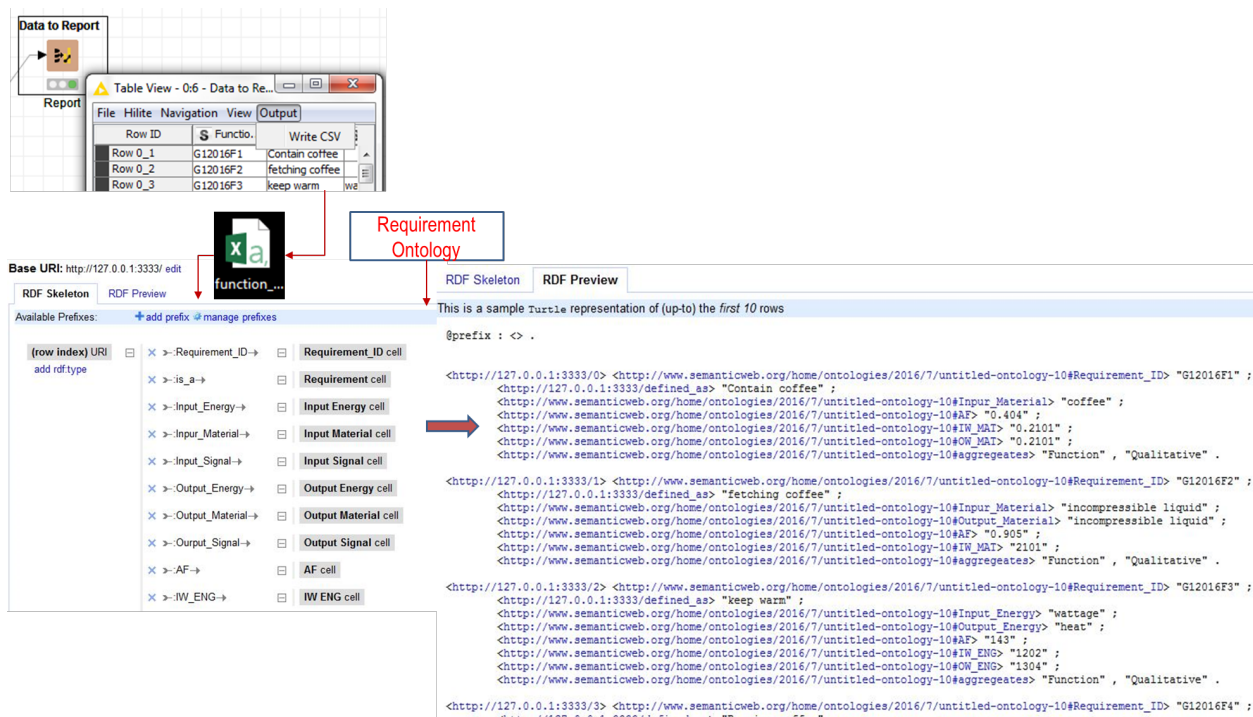 Data to Report
Report
Table View - 0:6 - Data to Re...
File Hilite Navigation View Output
Row ID S Functio.
Write CSV
Row 0_1 G12016F1 Contain coffee
Row 0_2 G12016F2 fetching coffee
Row 0_3 G12016F3 keep warm wa
function_...
Requirement
Ontology
Base URI: http://127.0.0.1:3333/ edit
RDF Skeleton RDF Preview
Available Prefixes: add prefix manage prefixes
(row index) URI
add rdf:type
:Requirement_ID Requirement_ID cell
:is_a Requirement cell
:Input_Energy Input Energy cell
:Inpur_Material Input Material cell
:Input_Signal Input Signal cell
:Output_Energy Output Energy cell
:Output_Material Output Material cell
:Ourput_Signal Output Signal cell
:AF AF cell
:IW_ENG IW ENG cell
RDF Skeleton RDF Preview
This is a sample Turtle representation of (up-to) the first 10 rows
@prefix : <> .
<http://127.0.0.1:3333/0> <http://www.semanticweb.org/home/ontologies/2016/7/untitled-ontology-10#Requirement_ID> "G12016F1" ;
<http://127.0.0.1:3333/defined_as> "Contain coffee" ;
<http://www.semanticweb.org/home/ontologies/2016/7/untitled-ontology-10#Inpur_Material> "coffee" ;
<http://www.semanticweb.org/home/ontologies/2016/7/untitled-ontology-10#AF> "0.404" ;
<http://www.semanticweb.org/home/ontologies/2016/7/untitled-ontology-10#IW_MAT> "0.2101" ;
<http://www.semanticweb.org/home/ontologies/2016/7/untitled-ontology-10#OW_MAT> "0.2101" ;
<http://www.semanticweb.org/home/ontologies/2016/7/untitled-ontology-10#aggregeates> "Function" , "Qualitative" .
<http://127.0.0.1:3333/1> <http://www.semanticweb.org/home/ontologies/2016/7/untitled-ontology-10#Requirement_ID> "G12016F2" ;
<http://127.0.0.1:3333/defined_as> "fetching coffee" ;
<http://www.semanticweb.org/home/ontologies/2016/7/untitled-ontology-10#Inpur_Material> "incompressible liquid" ;
<http://www.semanticweb.org/home/ontologies/2016/7/untitled-ontology-10#Output_Material> "incompressible liquid" ;
<http://www.semanticweb.org/home/ontologies/2016/7/untitled-ontology-10#AF> "0.905" ;
<http://www.semanticweb.org/home/ontologies/2016/7/untitled-ontology-10#IW_MAT> "2101" ;
<http://www.semanticweb.org/home/ontologies/2016/7/untitled-ontology-10#aggregeates> "Function" , "Qualitative" .
<http://127.0.0.1:3333/2> <http://www.semanticweb.org/home/ontologies/2016/7/untitled-ontology-10#Requirement_ID> "G12016F3" ;
<http://127.0.0.1:3333/defined_as> "keep warm" ;
<http://www.semanticweb.org/home/ontologies/2016/7/untitled-ontology-10#Input_Energy> "wattage" ;
<http://www.semanticweb.org/home/ontologies/2016/7/untitled-ontology-10#Output_Energy> "heat" ;
<http://www.semanticweb.org/home/ontologies/2016/7/untitled-ontology-10#AF> "143" ;
<http://www.semanticweb.org/home/ontologies/2016/7/untitled-ontology-10#IW_ENG> "1202" ;
<http://www.semanticweb.org/home/ontologies/2016/7/untitled-ontology-10#OW_ENG> "1304" ;
<http://www.semanticweb.org/home/ontologies/2016/7/untitled-ontology-10#aggregeates> "Function" , "Qualitative" .
<http://127.0.0.1:3333/3> <http://www.semanticweb.org/home/ontologies/2016/7/untitled-ontology-10#Requirement_ID> "G12016F4" ;